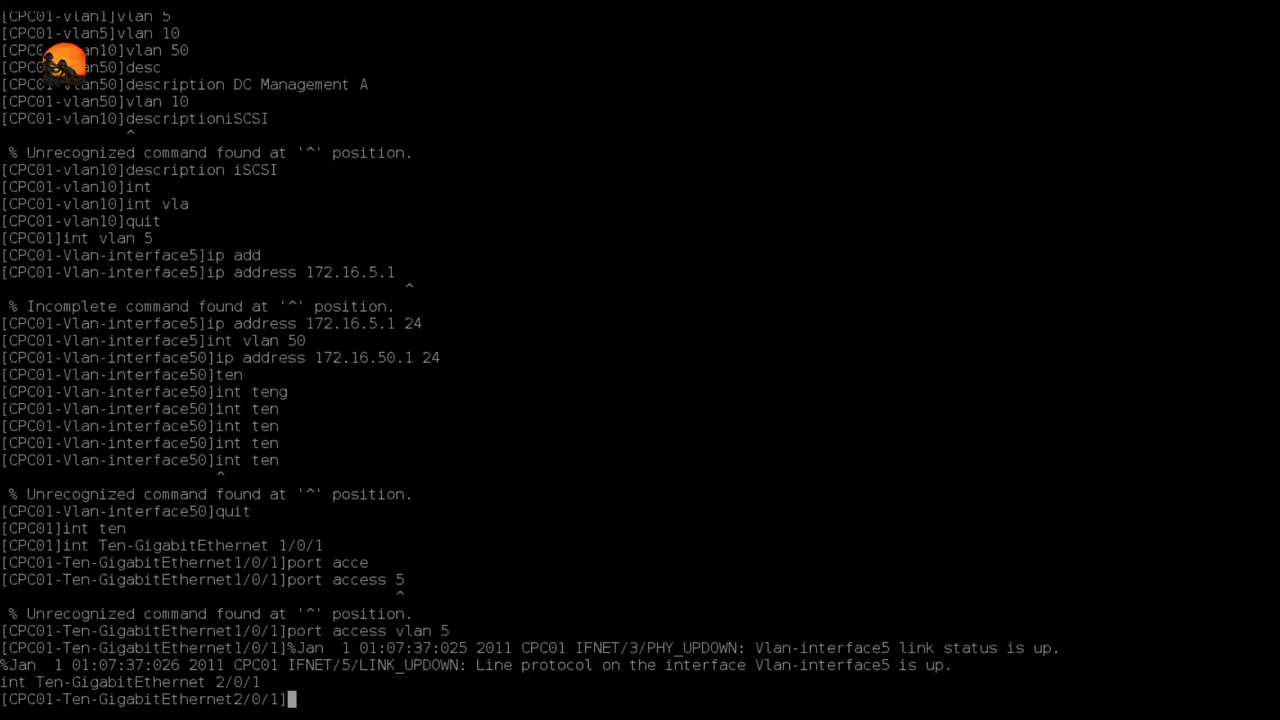 [CPC01-vlan1]vlan 5
[CPC01-vlan5]vlan 10
[CPC an10]vlan 50
[CP an50]desc
[CPC an50]description DC Management A
[CPC01-vlan50]vlan 10
[CPC01-vlan10]descriptioniSCSI
^
% Unrecognized command found at '^' position.
[CPC01-vlan10]description iSCSI
[CPC01-vlan10]int
[CPC01-vlan10]int vla
[CPC01-vlan10]quit
[CPC01]int vlan 5
[CPC01-Vlan-interface5]ip add
[CPC01-Vlan-interface5]ip address 172.16.5.1
^
% Incomplete command found at '^' position.
[CPC01-Vlan-interface5]ip address 172.16.5.1 24
[CPC01-Vlan-interface5]int vlan 50
[CPC01-Vlan-interface50]ip address 172.16.50.1 24
[CPC01-Vlan-interface50]ten
[CPC01-Vlan-interface50]int teng
[CPC01-Vlan-interface50]int ten
[CPC01-Vlan-interface50]int ten
[CPC01-Vlan-interface50]int ten
[CPC01-Vlan-interface50]int ten
^
% Unrecognized command found at '^' position.
[CPC01-Vlan-interface50]quit
[CPC01]int ten
[CPC01]int Ten-GigabitEthernet 1/0/1
[CPC01-Ten-GigabitEthernet1/0/1]port acce
[CPC01-Ten-GigabitEthernet1/0/1]port access 5
^
% Unrecognized command found at '^' position.
[CPC01-Ten-GigabitEthernet1/0/1]port access vlan 5
[CPC01-Ten-GigabitEthernet1/0/1]%Jan  1 01:07:37:025 2011 CPC01 IFNET/3/PHY_UPDOWN: Vlan-interface5 link status is up.
%Jan  1 01:07:37:026 2011 CPC01 IFNET/5/LINK_UPDOWN: Line protocol on the interface Vlan-interface5 is up.
int Ten-GigabitEthernet 2/0/1
[CPC01-Ten-GigabitEthernet2/0/1]